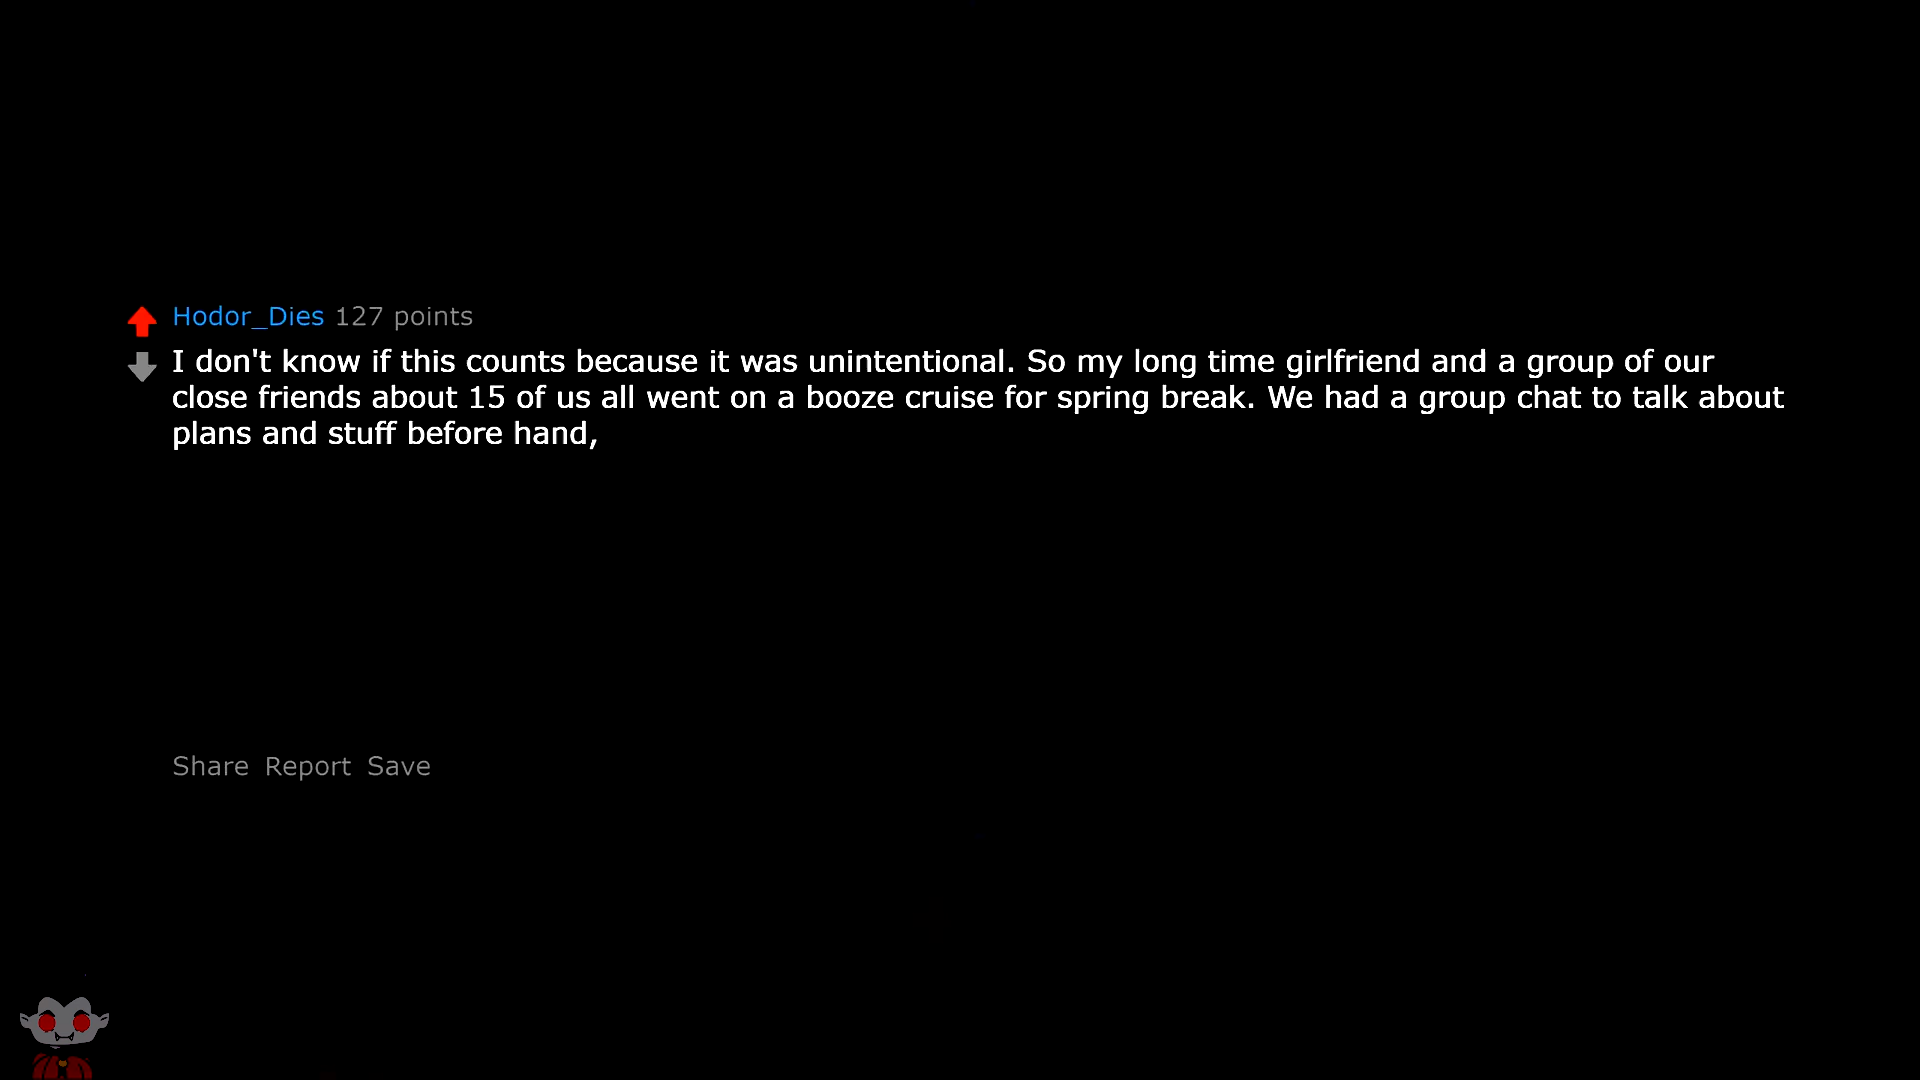 Hodor_Dies 127 points
I don't know if this counts because it was unintentional. So my long time girlfriend and a group of our
close friends about 15 of us all went on a booze cruise for spring break. We had a group chat to talk about
plans and stuff before hand,
Share Report Save